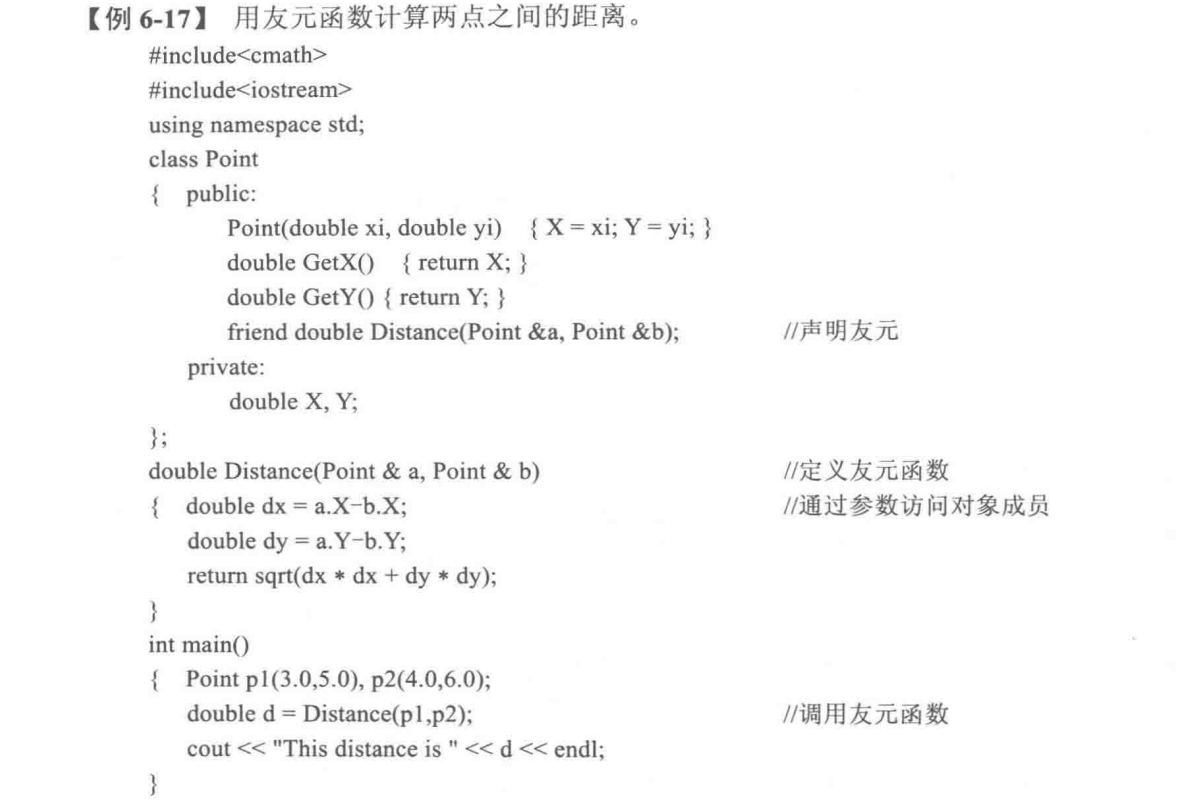 【例 6-17】 用友元函数计算两点之间的距离。
#include<cmath>
#include<iostream>
using namespace std;
class Point
{ public:
Point(double xi, double yi) { X = xi; Y = yi; }
double GetX() { return X; }
double GetY() { return Y; }
friend double Distance(Point &a, Point &b); //声明友元
private:
double X, Y;
};
double Distance(Point & a, Point & b) //定义友元函数
{ double dx = a.X-b.X; //通过参数访问对象成员
double dy = a.Y-b.Y;
return sqrt(dx * dx + dy * dy);
}
int main()
{ Point p1(3.0,5.0), p2(4.0,6.0);
double d = Distance(p1,p2); //调用友元函数
cout << "This distance is " << d << endl;
}